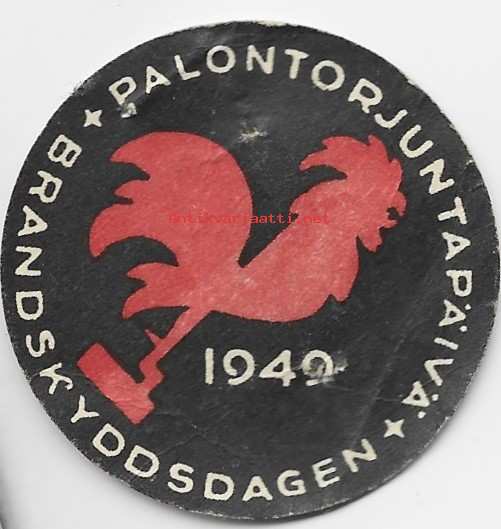 PALONTORJUNTAPÄIVÄ
BRANDSKYDDSDAGEN
1949
Antikvariaatti.net